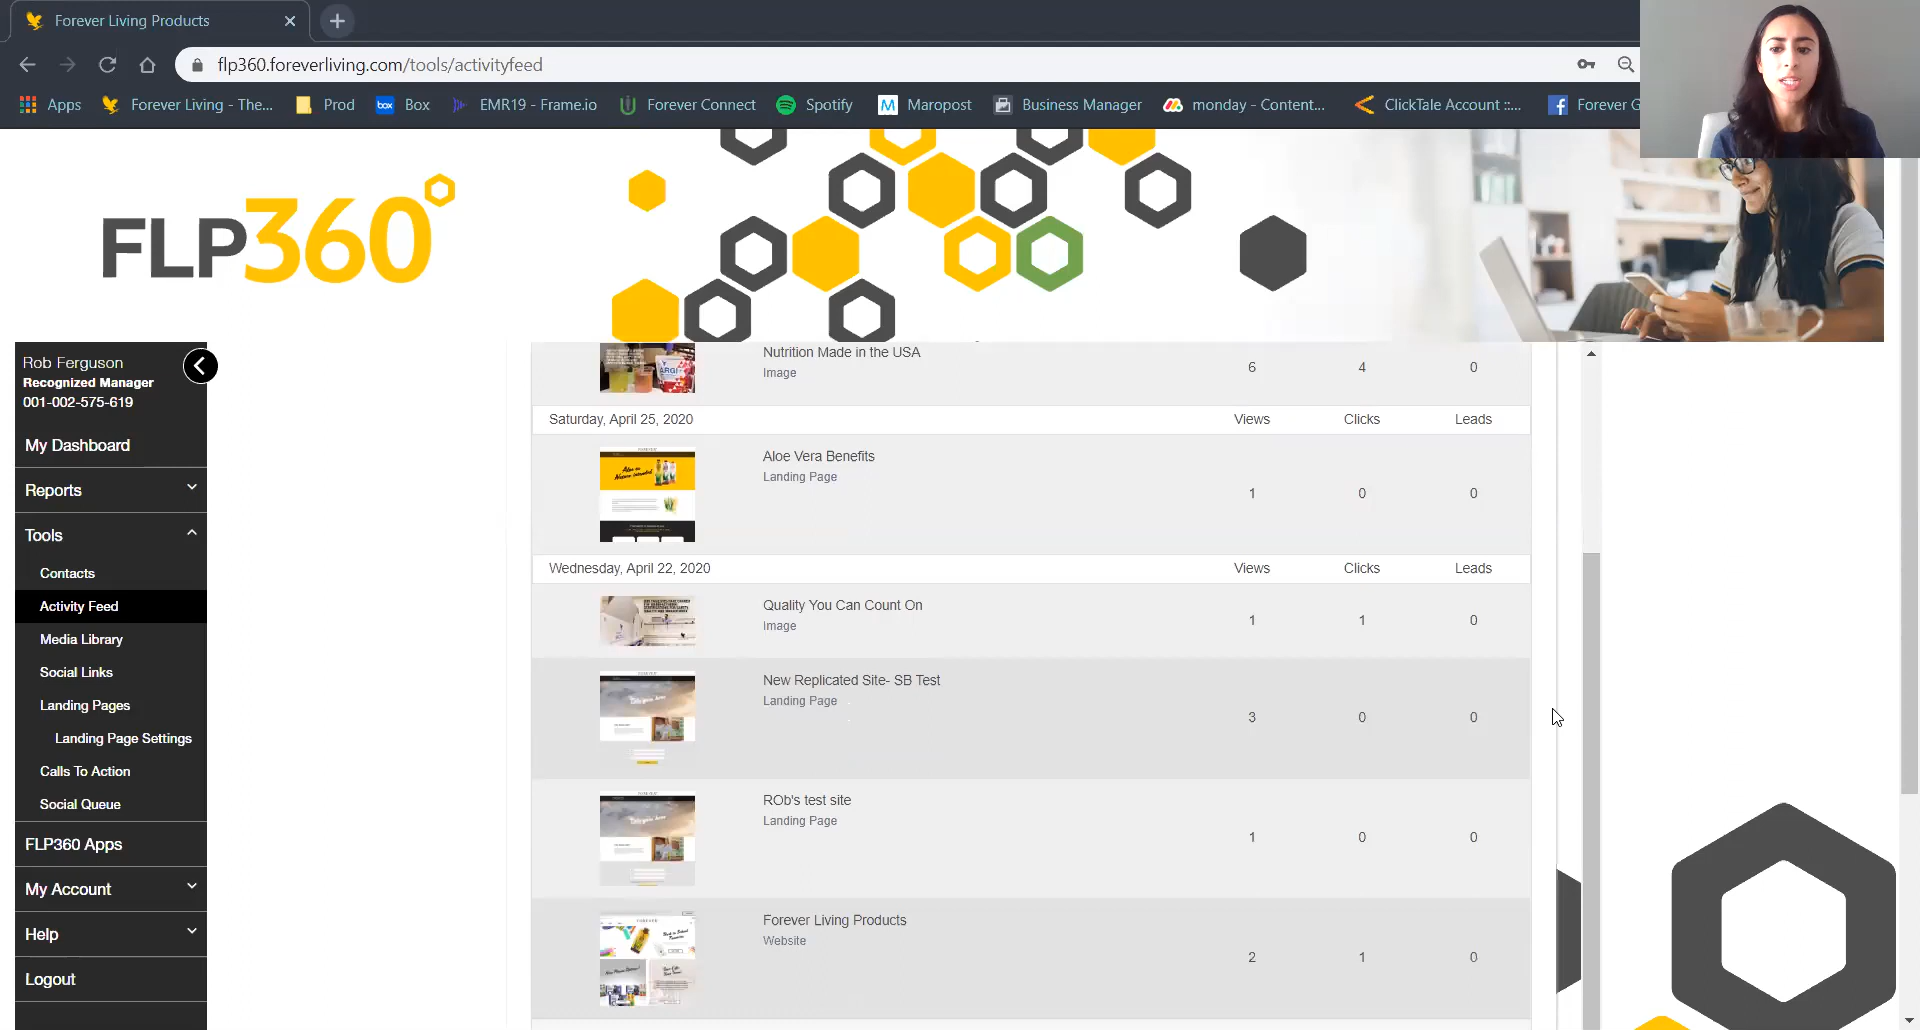 Forever Living Products
flp360.foreverliving.com/tools/activityfeed
Apps
Forever Living - The...
Prod
box
Box
EMR19 - Frame.io
Forever Connect
Spotify
M
Maropost
Business Manager
monday - Content...
ClickTale Account ::...
Forever G
FLP360
Rob Ferguson
Recognized Manager
001-002-575-619
My Dashboard
Reports
Tools
Contacts
Activity Feed
Media Library
Social Links
Landing Pages
Landing Page Settings
Calls To Action
Social Queue
FLP360 Apps
My Account
Help
Logout
ARGI+
Nutrition Made in the USA
Image
6 4 0
Saturday, April 25, 2020 Views Clicks Leads
Aloe Vera Benefits
Landing Page
1 0 0
Wednesday, April 22, 2020 Views Clicks Leads
Quality You Can Count On
Image
1 1 0
New Replicated Site- SB Test
Landing Page
3 0 0
ROb's test site
Landing Page
1 0 0
Forever Living Products
Website
2 1 0